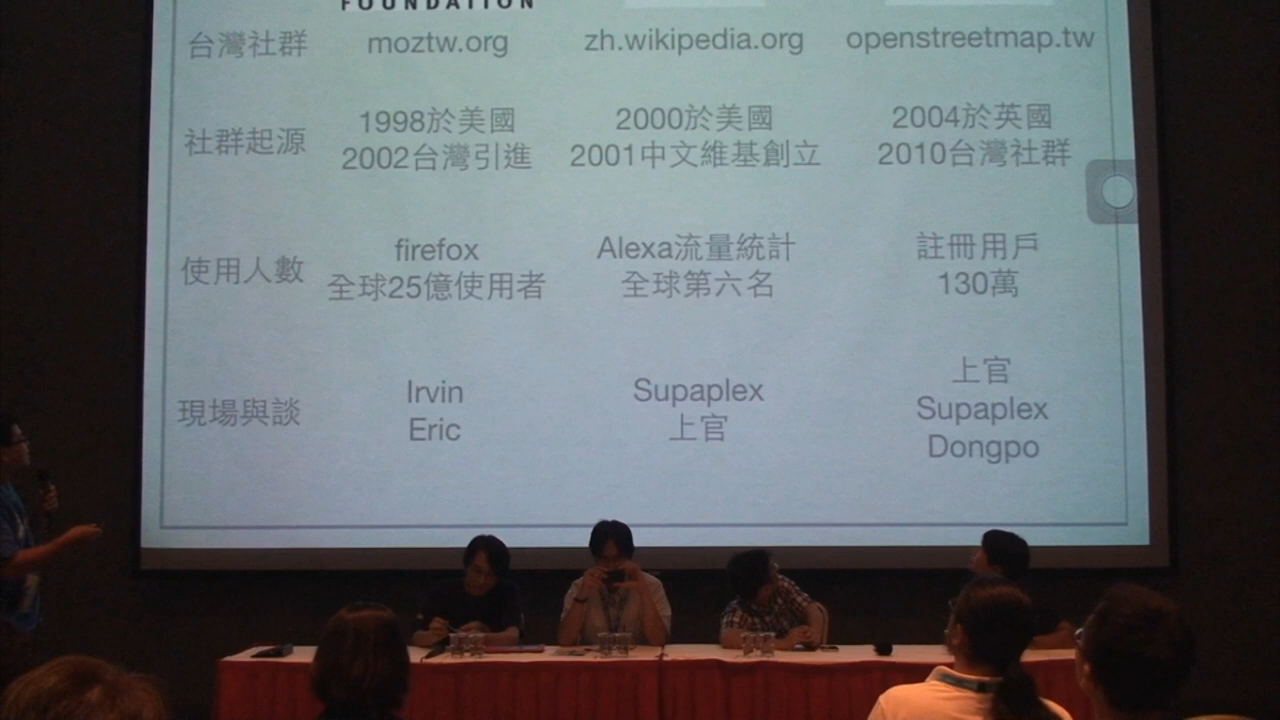 FOUNDATION
台灣社群 moztw.org zh.wikipedia.org openstreetmap.tw
社群起源
1998於美國
2002台灣引進
2000於美國
2001中文維基創立
2004於英國
2010台灣社群
使用人數
firefox
全球25億使用者
Alexa流量統計
全球第六名
註冊用戶
130萬
現場與談
Irvin
Eric
Supaplex
上官
上官
Supaplex
Dongpo